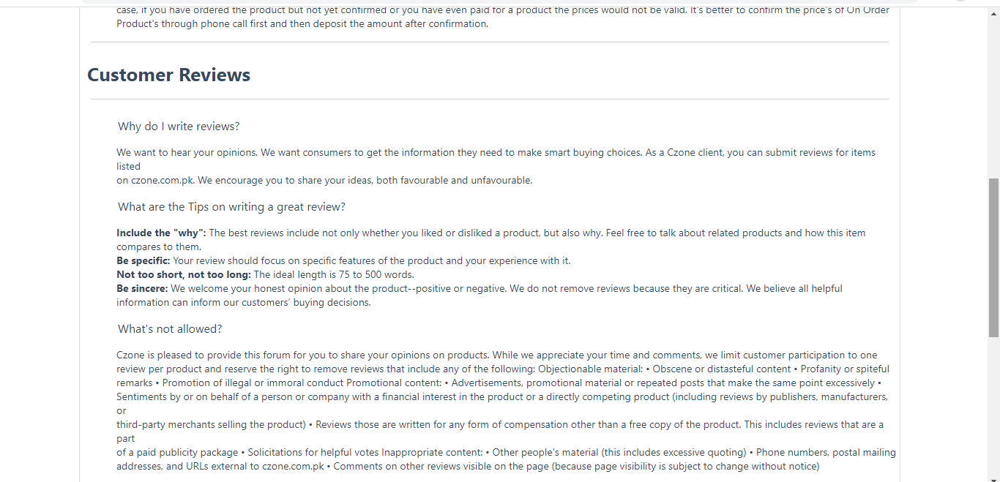 case, if you have ordered the product but not yet confirmed or you have even paid for a product the prices would not be valid. It's better to confirm the price's of On Order
Product's through phone call first and then deposit the amount after confirmation.
Customer Reviews
Why do I write reviews?
We want to hear your opinions. We want consumers to get the information they need to make smart buying choices. As a Czone client, you can submit reviews for items
listed
on czone.com.pk. We encourage you to share your ideas, both favourable and unfavourable.
What are the Tips on writing a great review?
Include the "why": The best reviews include not only whether you liked or disliked a product, but also why. Feel free to talk about related products and how this item
compares to them.
Be specific: Your review should focus on specific features of the product and your experience with it.
Not too short, not too long: The ideal length is 75 to 500 words.
Be sincere: We welcome your honest opinion about the product--positive or negative. We do not remove reviews because they are critical. We believe all helpful
information can inform our customers’ buying decisions.
What's not allowed?
Czone is pleased to provide this forum for you to share your opinions on products. While we appreciate your time and comments, we limit customer participation to one
review per product and reserve the right to remove reviews that include any of the following: Objectionable material: • Obscene or distasteful content • Profanity or spiteful
remarks • Promotion of illegal or immoral conduct Promotional content: • Advertisements, promotional material or repeated posts that make the same point excessively •
Sentiments by or on behalf of a person or company with a financial interest in the product or a directly competing product (including reviews by publishers, manufacturers,
or
third-party merchants selling the product) • Reviews those are written for any form of compensation other than a free copy of the product. This includes reviews that are a
part
of a paid publicity package • Solicitations for helpful votes Inappropriate content: • Other people's material (this includes excessive quoting) • Phone numbers, postal mailing
addresses, and URLs external to czone.com.pk • Comments on other reviews visible on the page (because page visibility is subject to change without notice)